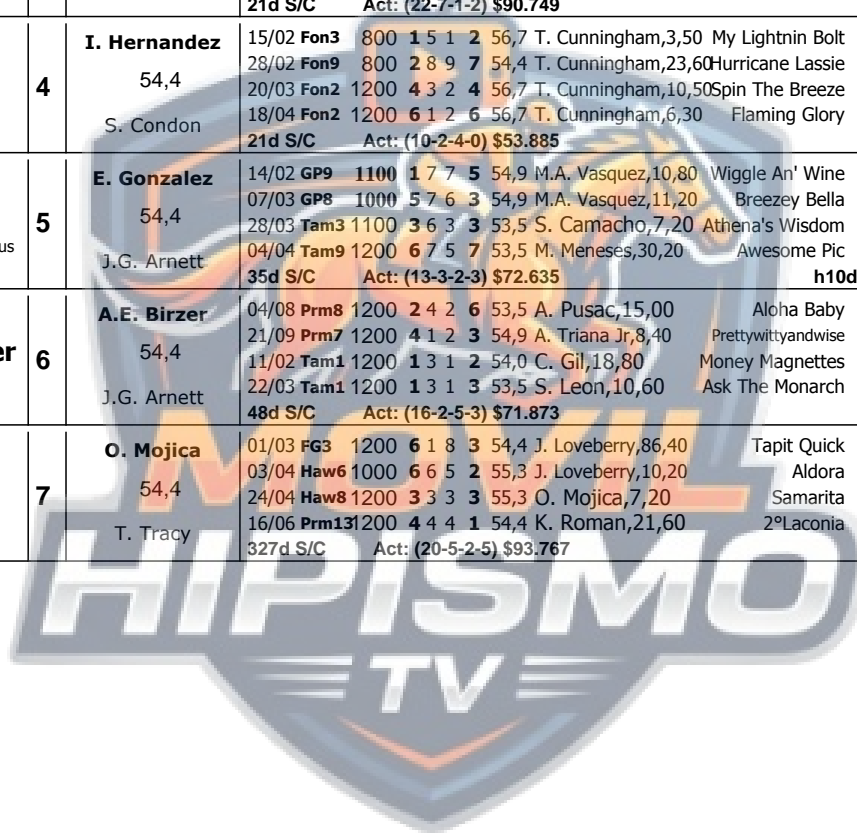 21d S/C Act: (22-7-1-2) $90.749
4
I. Hernandez
54,4
S. Condon
15/02 Fon3 800 1 5 1 2 56,7 T. Cunningham,3,50 My Lightnin Bolt
28/02 Fon9 800 2 8 9 7 54,4 T. Cunningham,23,60 Hurricane Lassie
20/03 Fon2 1200 4 3 2 4 56,7 T. Cunningham,10,50 Spin The Breeze
18/04 Fon2 1200 6 1 2 6 56,7 T. Cunningham,6,30 Flaming Glory
21d S/C Act: (10-2-4-0) $53.885
us
5
E. Gonzalez
54,4
J.G. Arnett
14/02 GP9 1100 1 7 7 5 54,9 M.A. Vasquez,10,80 Wiggle An' Wine
07/03 GP8 1000 5 7 6 3 54,9 M.A. Vasquez,11,20 Breezey Bella
28/03 Tam3 1100 3 6 3 3 53,5 S. Camacho,7,20 Athena's Wisdom
04/04 Tam9 1200 6 7 5 7 53,5 M. Meneses,30,20 Awesome Pic
35d S/C Act: (13-3-2-3) $72.635 h10d
er
6
A.E. Birzer
54,4
J.G. Arnett
04/08 Prm8 1200 2 4 2 6 53,5 A. Pusac,15,00 Aloha Baby
21/09 Prm7 1200 4 1 2 3 54,9 A. Triana Jr,8,40 Prettywittyandwise
11/02 Tam1 1200 1 3 1 2 54,0 C. Gil,18,80 Money Magnettes
22/03 Tam1 1200 1 3 1 3 53,5 S. Leon,10,60 Ask The Monarch
48d S/C Act: (16-2-5-3) $71.873
7
O. Mojica
54,4
T. Tracy
01/03 FG3 1200 6 1 8 3 54,4 J. Loveberry,86,40 Tapit Quick
03/04 Haw6 1000 6 6 5 2 55,3 J. Loveberry,10,20 Aldora
24/04 Haw8 1200 3 3 3 3 55,3 O. Mojica,7,20 Samarita
16/06 Prm13 1200 4 4 4 1 54,4 K. Roman,21,60 2°Laconia
327d S/C Act: (20-5-2-5) $93.767
MOVIL
HIPISMO
TV